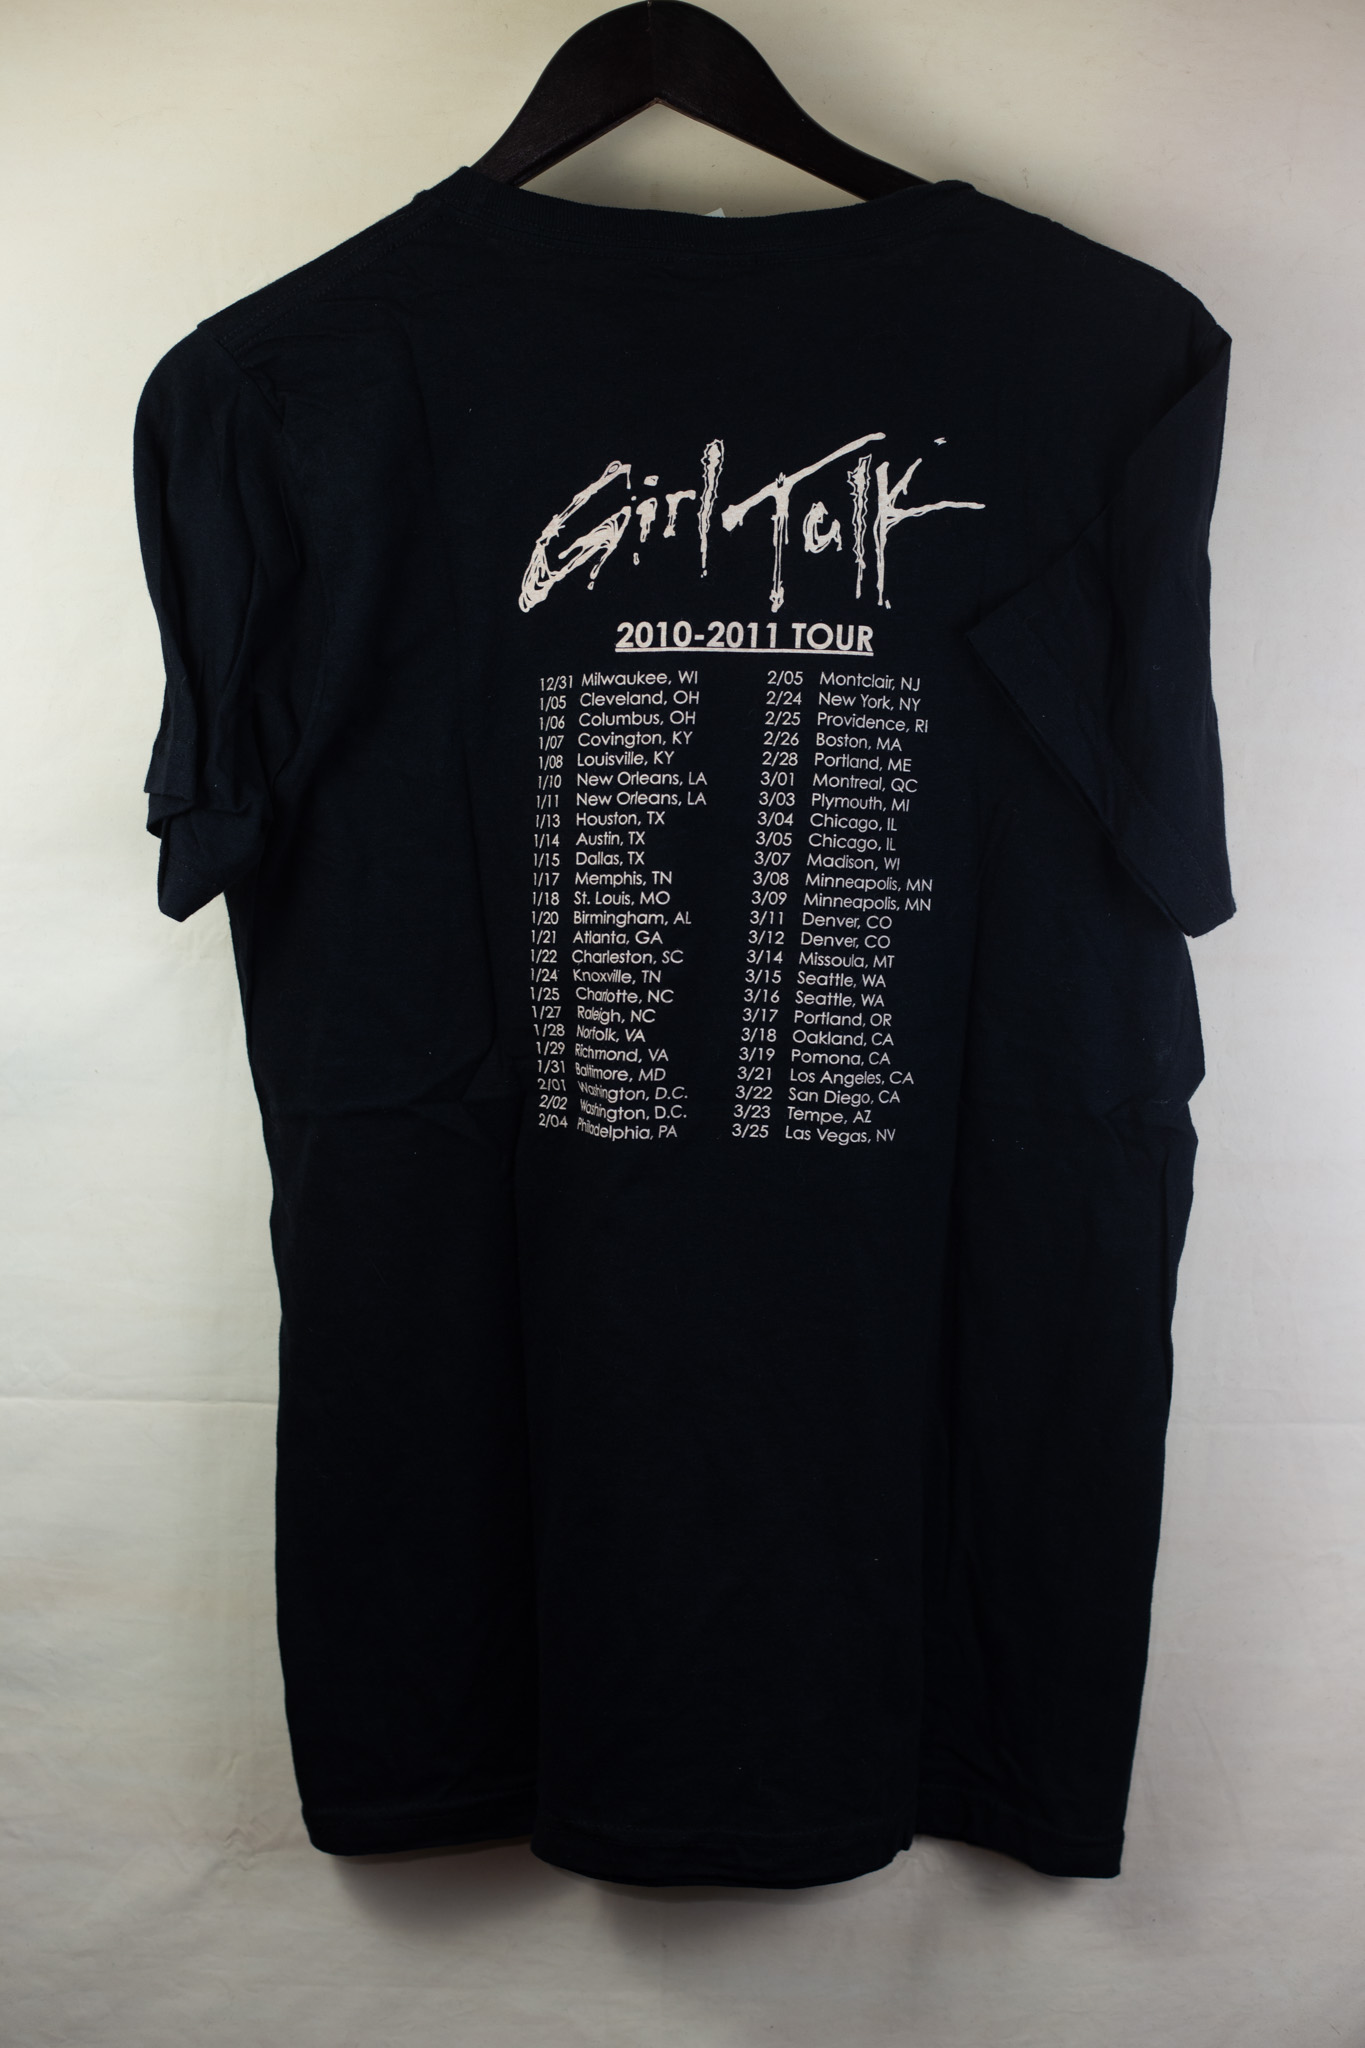 Girl Talk
2010-2011 TOUR
12/31 Milwaukee, WI
1/05 Cleveland, OH
1/06 Columbus, OH
1/07 Covington, KY
1/08 Louisville, KY
1/10 New Orleans, LA
1/11 New Orleans, LA
1/13 Houston, TX
1/14 Austin, TX
1/15 Dallas, TX
1/17 Memphis, TN
1/18 St. Louis, MO
1/20 Birmingham, AL
1/21 Atlanta, GA
1/22 Charleston, SC
1/24 Knoxville, TN
1/25 Charlotte, NC
1/27 Raleigh, NC
1/28 Norfolk, VA
1/29 Richmond, VA
1/31 Baltimore, MD
2/01 Washington, D.C.
2/02 Washington, D.C.
2/04 Philadelphia, PA
2/05 Montclair, NJ
2/24 New York, NY
2/25 Providence, RI
2/26 Boston, MA
2/28 Portland, ME
3/01 Montreal, QC
3/03 Plymouth, MI
3/04 Chicago, IL
3/05 Chicago, IL
3/07 Madison, WI
3/08 Minneapolis, MN
3/09 Minneapolis, MN
3/11 Denver, CO
3/12 Denver, CO
3/14 Missoula, MT
3/15 Seattle, WA
3/16 Seattle, WA
3/17 Portland, OR
3/18 Oakland, CA
3/19 Pomona, CA
3/21 Los Angeles, CA
3/22 San Diego, CA
3/23 Tempe, AZ
3/25 Las Vegas, NV